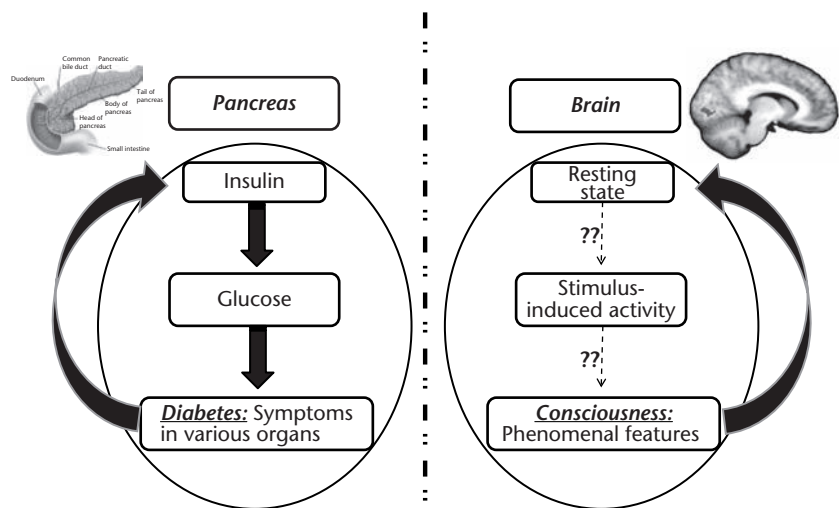 Common
bile duct
Pancreatic
duct
Duodenum
Tail of
pancreas
Body of
pancreas
Head of
pancreas
Small intestine
Pancreas
Insulin
Glucose
Diabetes: Symptoms
in various organs
Brain
Resting
state
??
Stimulus-
induced activity
??
Consciousness:
Phenomenal features